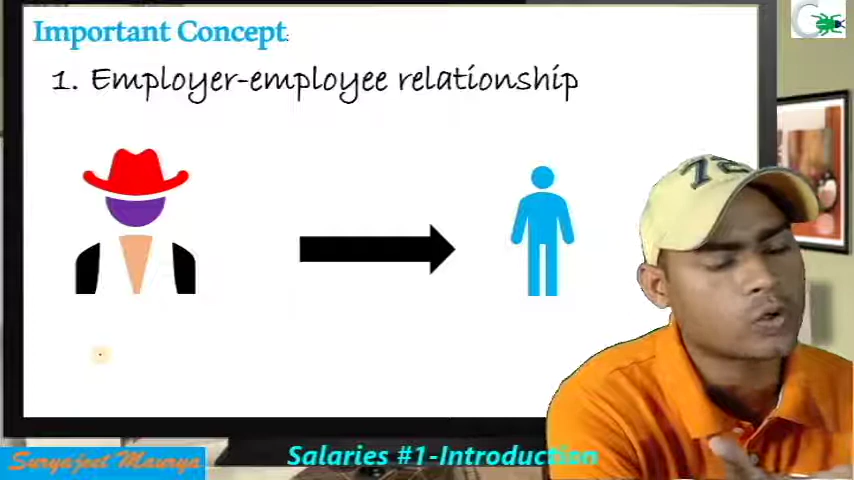 Important Concept
1. Employer-employee relationship
Suryajeet Maurya
Salaries #1-Introduction